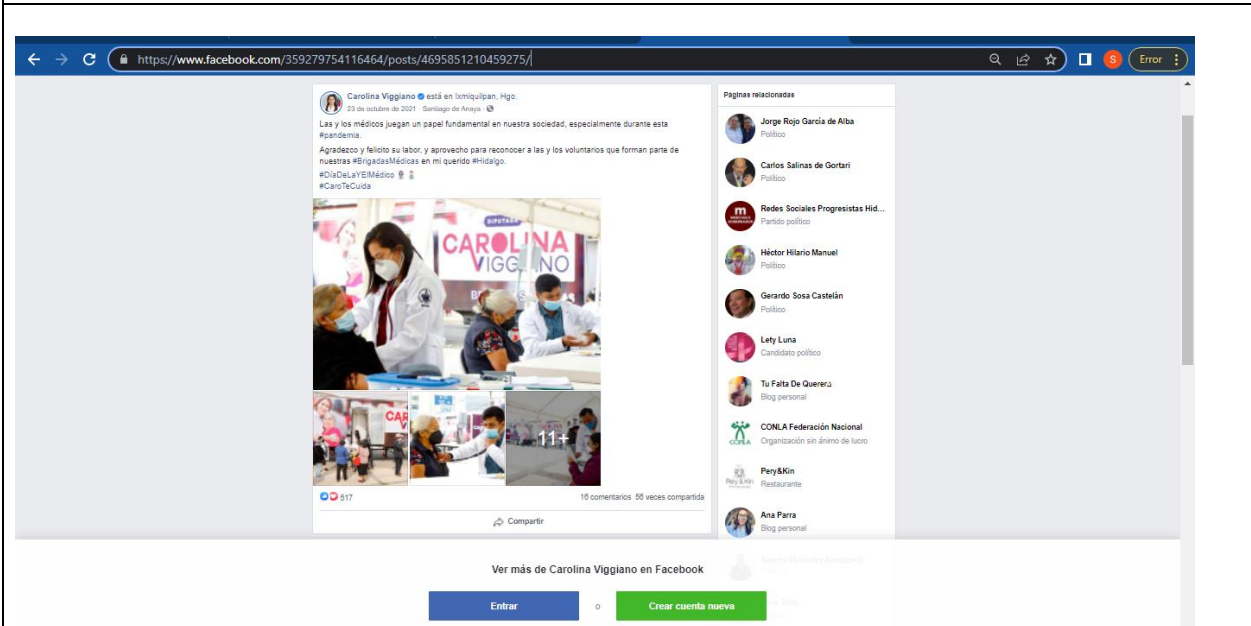 https://www.facebook.com/359279754116464/posts/4695851210459275/
Error
Carolina Viggiano está en Ixmiquilpan, Hgo.
23 de octubre de 2021 · Santiago de Anaya ·
Las y los médicos juegan un papel fundamental en nuestra sociedad, especialmente durante esta
#pandemia.
Agradezco y felicito su labor, y aprovecho para reconocer a las y los voluntarios que forman parte de
nuestras #BrigadasMédicas en mi querido #Hidalgo.
#DíaDeLaYElMédico
#CaroTeCuida
DIPUTADA
CAROLINA
VIGGIANO
11+
517
16 comentarios 56 veces compartida
Compartir
Páginas relacionadas
Jorge Rojo García de Alba
Político
Carlos Salinas de Gortari
Político
Redes Sociales Progresistas Hid...
Partido político
Héctor Hilario Manuel
Político
Gerardo Sosa Castelán
Político
Lety Luna
Candidato político
Tu Falta De Querer
Blog personal
CONLA Federación Nacional
Organización sin ánimo de lucro
Pery&Kin
Restaurante
Ana Parra
Blog personal
Ver más de Carolina Viggiano en Facebook
Entrar
o
Crear cuenta nueva